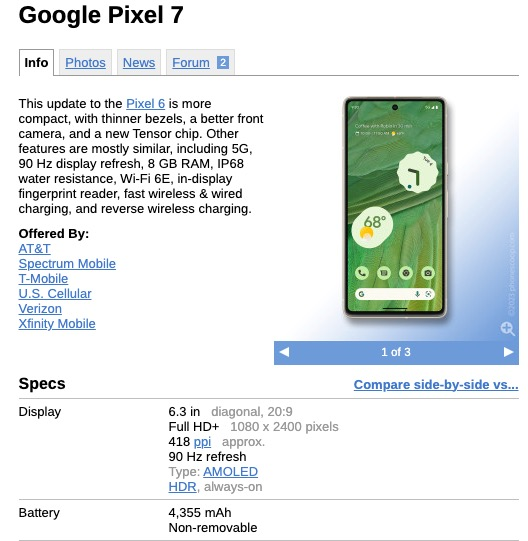 Google Pixel 7
Info Photos News Forum 2
This update to the Pixel 6 is more
compact, with thinner bezels, a better front
camera, and a new Tensor chip. Other
features are mostly similar, including 5G,
90 Hz display refresh, 8 GB RAM, IP68
water resistance, Wi-Fi 6E, in-display
fingerprint reader, fast wireless & wired
charging, and reverse wireless charging.
Offered By:
AT&T
Spectrum Mobile
T-Mobile
U.S. Cellular
Verizon
Xfinity Mobile
68°
1 of 3
Specs
Compare side-by-side vs...
Display
6.3 in diagonal, 20:9
Full HD+ 1080 x 2400 pixels
418 ppi approx.
90 Hz refresh
Type: AMOLED
HDR, always-on
Battery
4,355 mAh
Non-removable